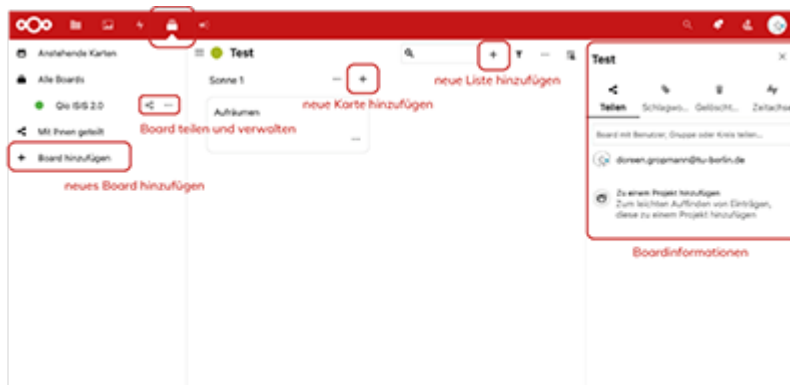 Anstehende Karten
Alle Boards
Qio ISIS 2.0
Mit Ihnen geteilt
Board hinzufügen
Board teilen und verwalten
neues Board hinzufügen
Test
Sonne 1
Aufräumen
neue Karte hinzufügen
neue Liste hinzufügen
Test
Teilen
Schlagwo...
Gelöscht...
Zeitachse
Board mit Benutzer, Gruppe oder Kreis teilen...
doreen.gropmann@tu-berlin.de
Zu einem Projekt hinzufügen
Zum leichten Auffinden von Einträgen,
diese zu einem Projekt hinzufügen
Boardinformationen